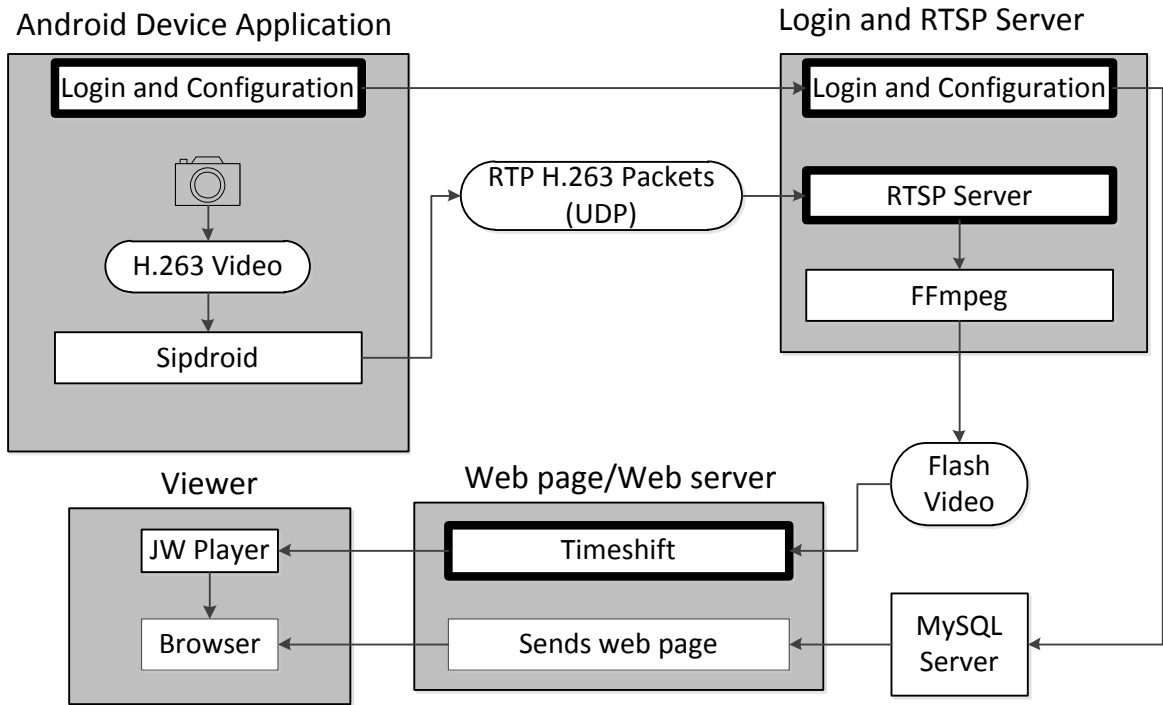 Android Device Application
Login and RTSP Server
Login and Configuration
Login and Configuration
RTP H.263 Packets
(UDP)
RTSP Server
H.263 Video
FFmpeg
Sipdroid
Viewer
Web page/Web server
Flash
Video
JW Player
Timeshift
Browser
Sends web page
MySQL
Server